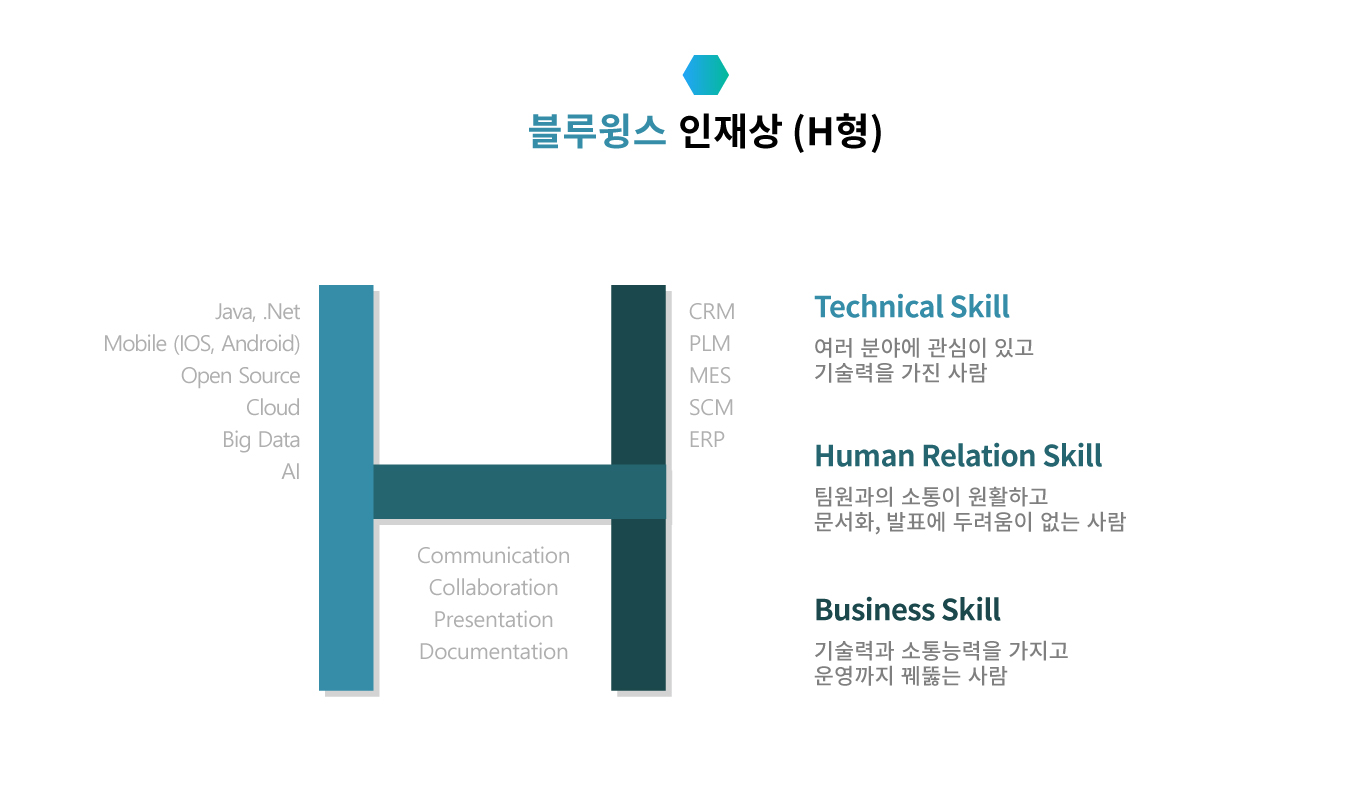 블루윙스 인재상 (H형)
Java, .Net
Mobile (IOS, Android)
Open Source
Cloud
Big Data
AI
Communication
Collaboration
Presentation
Documentation
CRM
PLM
MES
SCM
ERP
Technical Skill
여러 분야에 관심이 있고
기술력을 가진 사람
Human Relation Skill
팀원과의 소통이 원활하고
문서화, 발표에 두려움이 없는 사람
Business Skill
기술력과 소통능력을 가지고
운영까지 꿰뚫는 사람